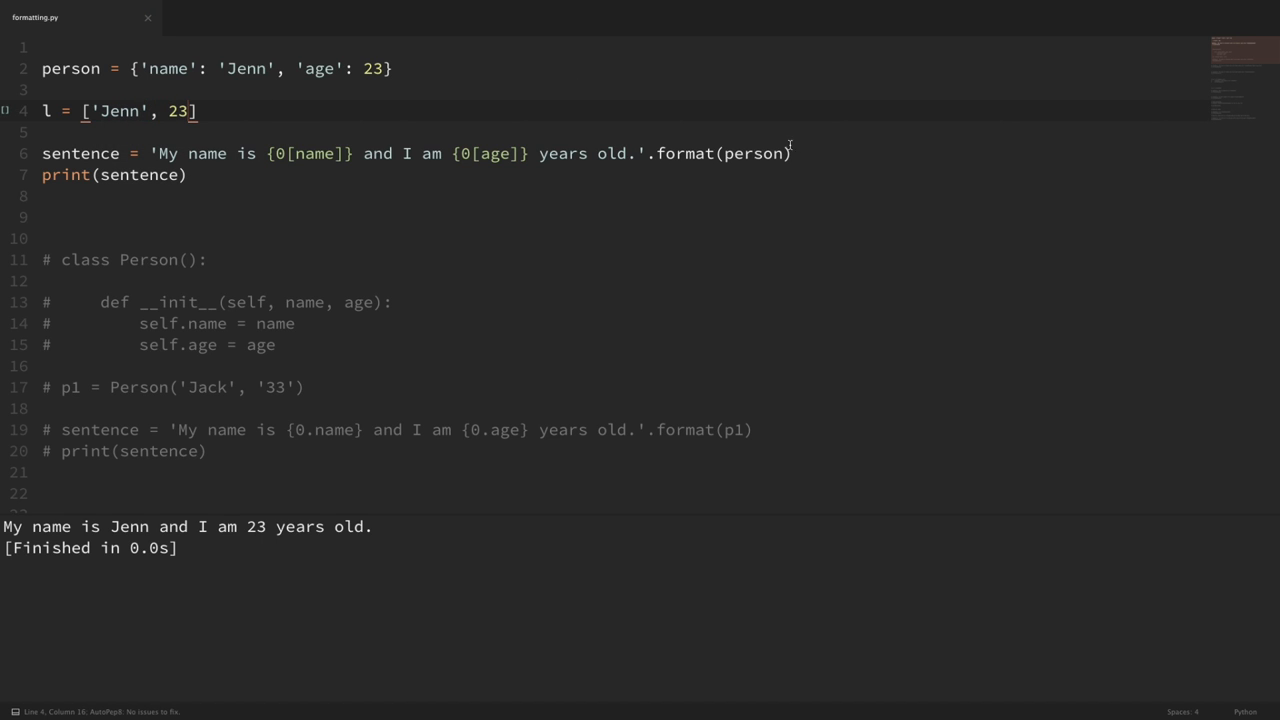 formatting.py ×
1
2 person = {'name': 'Jenn', 'age': 23}
3
[] 4 l = ['Jenn', 23]
5
6 sentence = 'My name is {0[name]} and I am {0[age]} years old.'.format(person)
7 print(sentence)
8
9
10
11 # class Person():
12
13 #     def __init__(self, name, age):
14 #         self.name = name
15 #         self.age = age
16
17 # p1 = Person('Jack', '33')
18
19 # sentence = 'My name is {0.name} and I am {0.age} years old.'.format(p1)
20 # print(sentence)
21
22
My name is Jenn and I am 23 years old.
[Finished in 0.0s]
Line 4, Column 16; AutoPep8: No issues to fix. Spaces: 4 Python